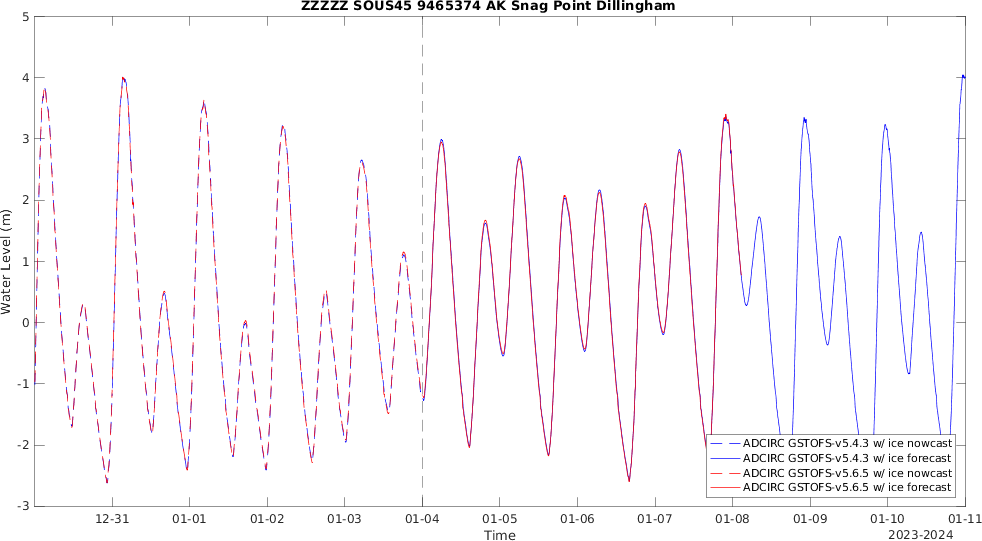 ZZZZZ SOUS45 9465374 AK Snag Point Dillingham
Water Level (m)
5
4
3
2
1
0
-1
-2
-3
ADCIRC GSTOFS-v5.4.3 w/ ice nowcast
ADCIRC GSTOFS-v5.4.3 w/ ice forecast
ADCIRC GSTOFS-v5.6.5 w/ ice nowcast
ADCIRC GSTOFS-v5.6.5 w/ ice forecast
12-31 01-01 01-02 01-03 01-04 01-05 01-06 01-07 01-08 01-09 01-10 01-11
Time
2023-2024